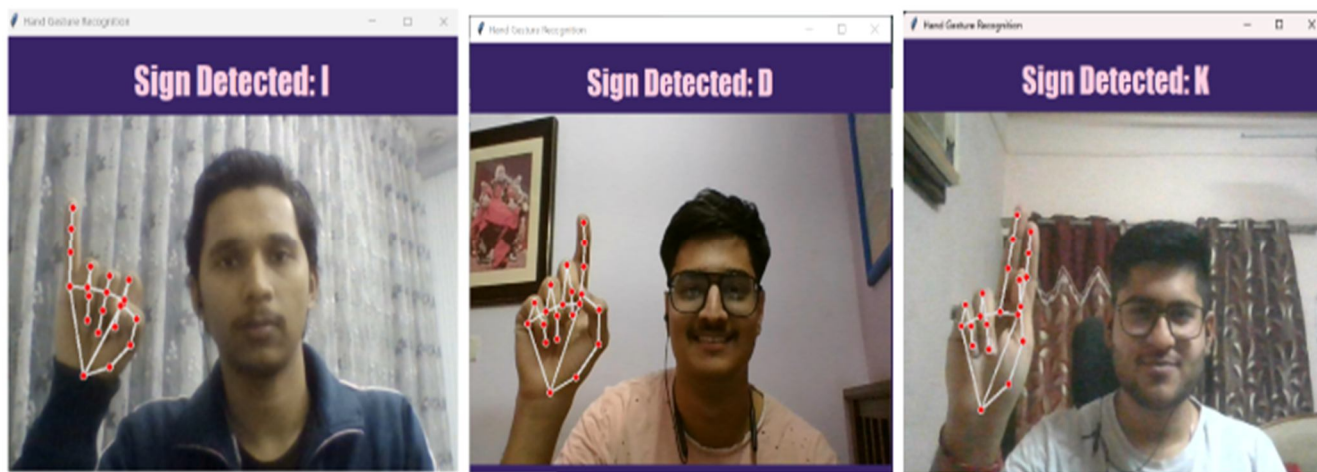 Hand Gesture Recognition
Sign Detected: I
Hand Gesture Recognition
Sign Detected: D
Hand Gesture Recognition
Sign Detected: K